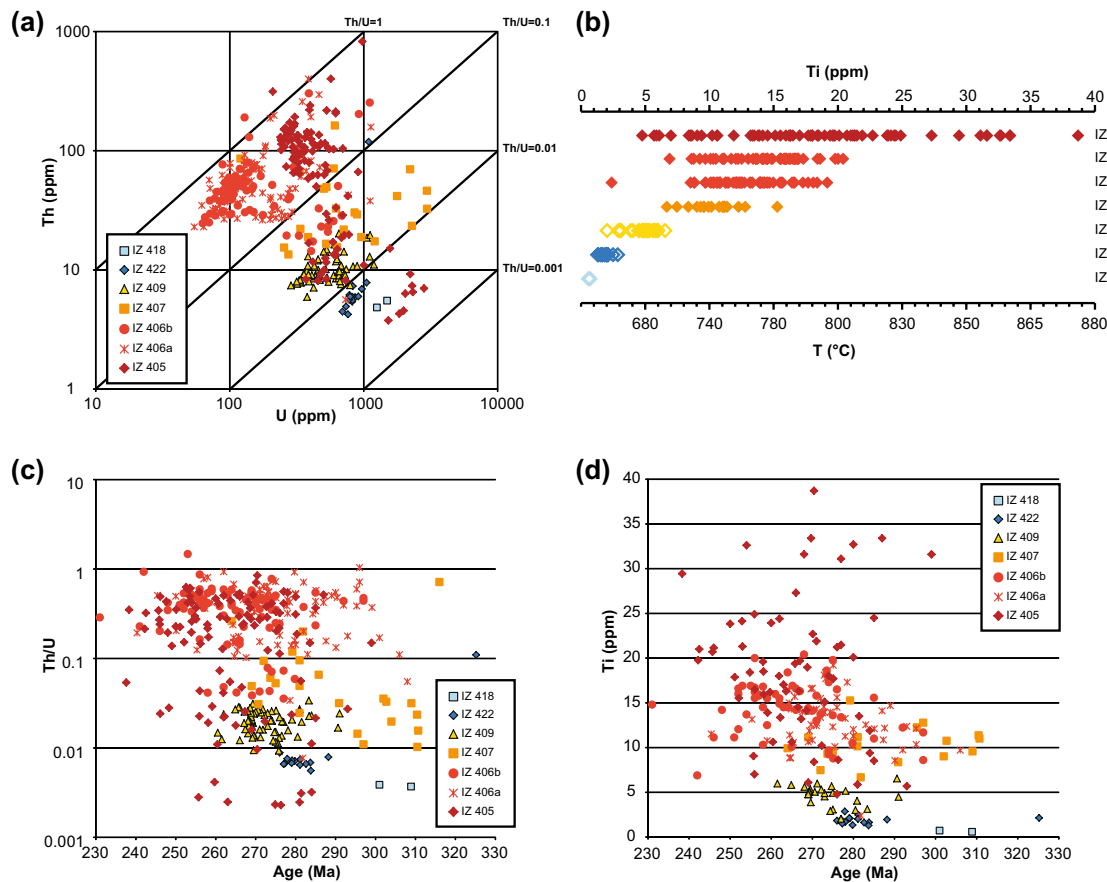 (a)
Th/U=1
Th/U=0.1
1000
100
10
1
Th (ppm)
Th/U=0.01
Th/U=0.001
IZ 418
IZ 422
IZ 409
IZ 407
IZ 406b
IZ 406a
IZ 405
10 100 1000 10000
U (ppm)
(b)
Ti (ppm)
0 5 10 15 20 25 30 35 40
IZ
IZ
IZ
IZ
IZ
IZ
IZ
680 740 780 800 830 850 865 880
T (°C)
(c)
10
1
0.1
0.01
0.001
Th/U
IZ 418
IZ 422
IZ 409
IZ 407
IZ 406b
IZ 406a
IZ 405
230 240 250 260 270 280 290 300 310 320 330
Age (Ma)
(d)
40
35
30
25
20
15
10
5
0
Ti (ppm)
IZ 418
IZ 422
IZ 409
IZ 407
IZ 406b
IZ 406a
IZ 405
230 240 250 260 270 280 290 300 310 320 330
Age (Ma)